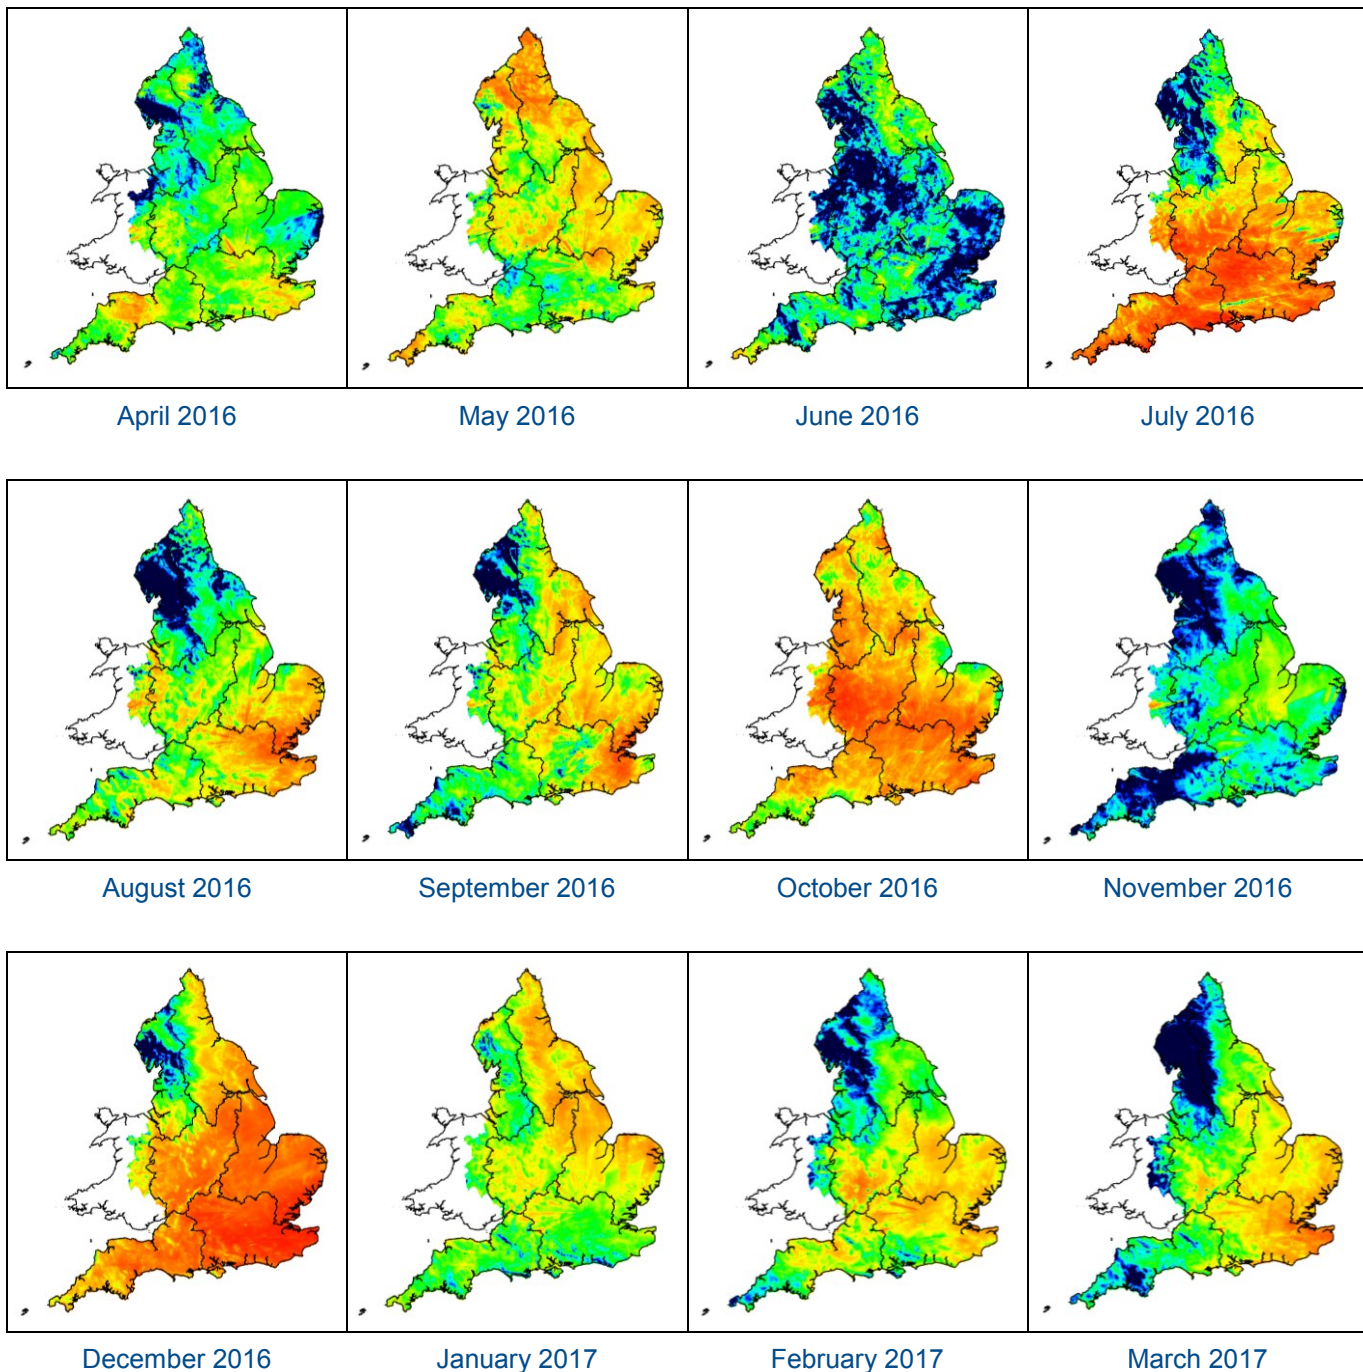 April 2016
May 2016
June 2016
July 2016
August 2016
September 2016
October 2016
November 2016
December 2016
January 2017
February 2017
March 2017